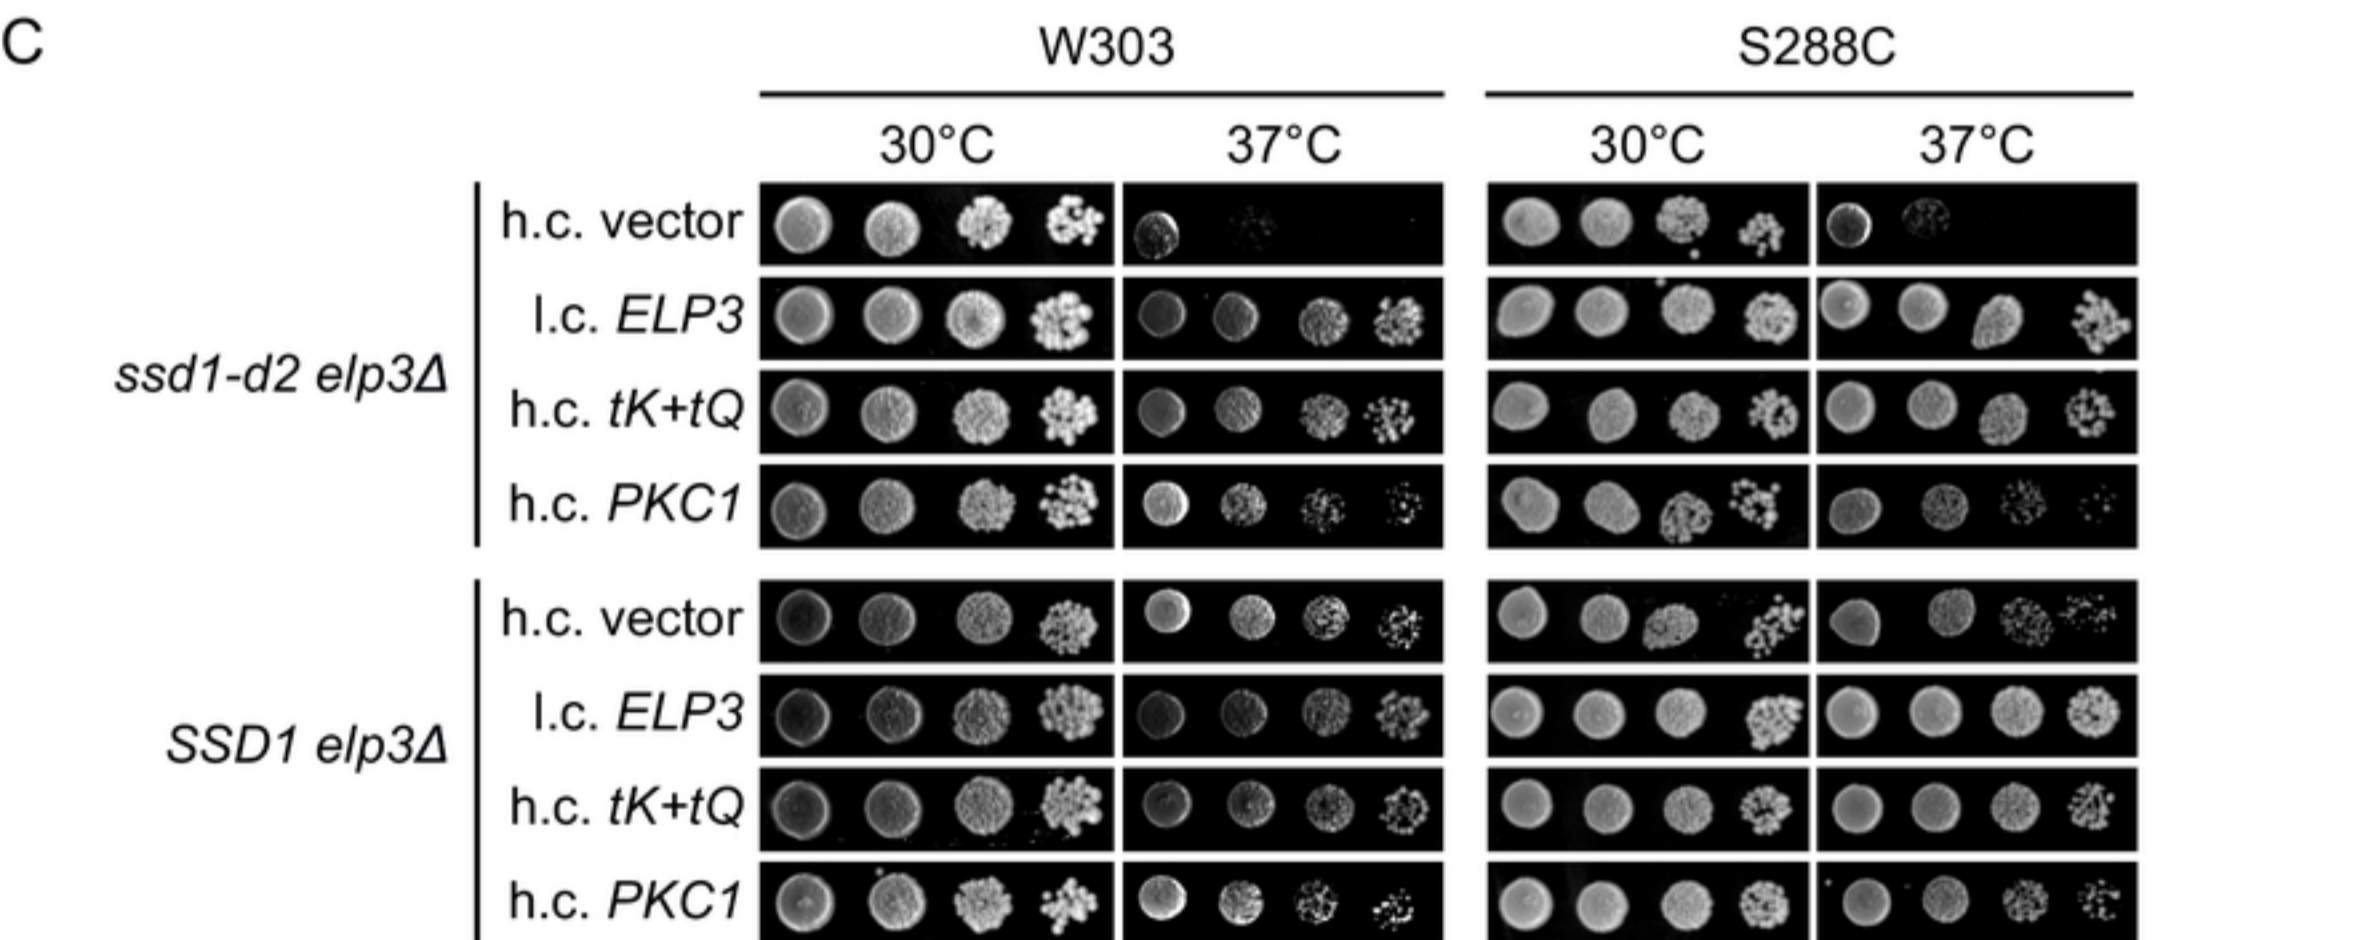 C
W303 S288C
30°C 37°C 30°C 37°C
ssd1-d2 elp3Δ
h.c. vector
l.c. ELP3
h.c. tK+tQ
h.c. PKC1
SSD1 elp3Δ
h.c. vector
l.c. ELP3
h.c. tK+tQ
h.c. PKC1